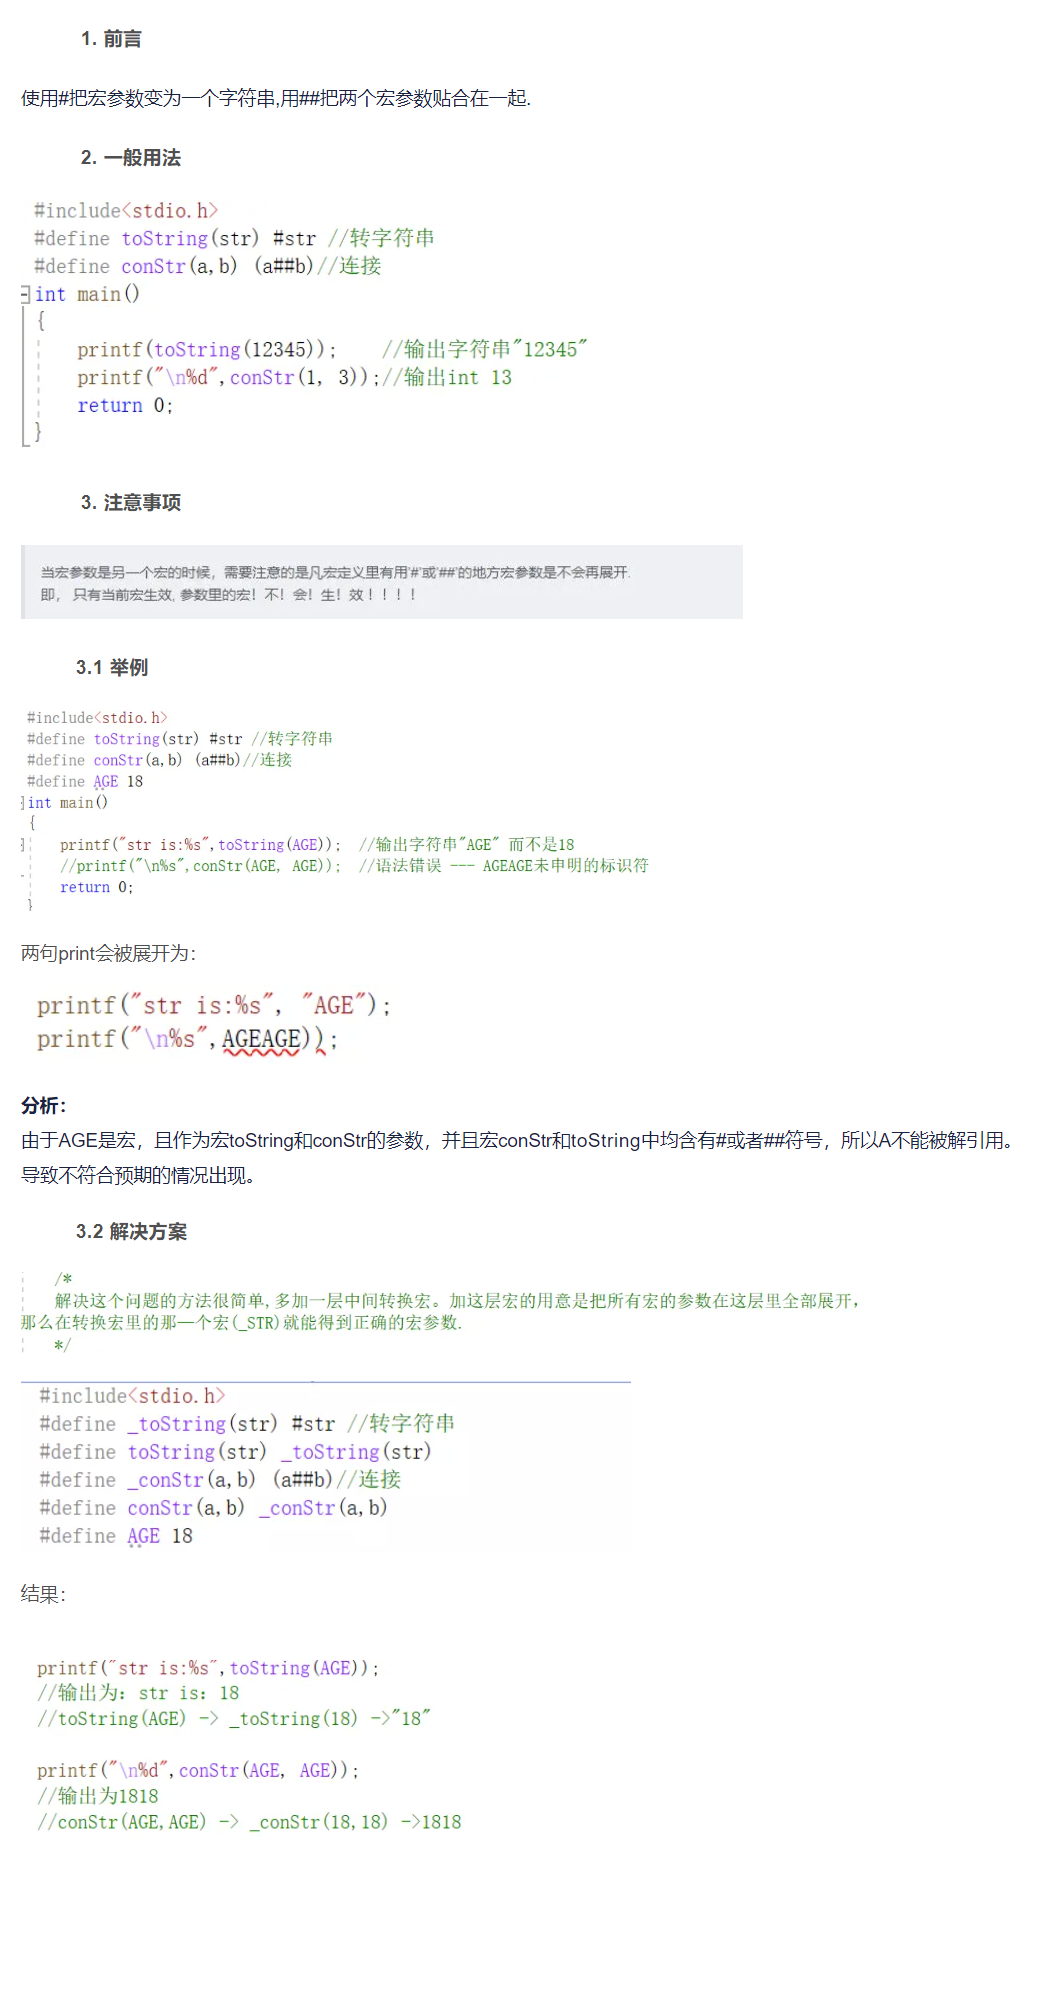 1. 前言
使用#把宏参数变为一个字符串,用##把两个宏参数贴合在一起.
2. 一般用法
#include<stdio.h>
#define toString(str) #str //转字符串
#define conStr(a,b) (a##b)//连接
int main()
{
printf(toString(12345)); //输出字符串"12345"
printf("\n%d",conStr(1, 3));//输出int 13
return 0;
}
3. 注意事项
当宏参数是另一个宏的时候，需要注意的是凡宏定义里有用'#'或'##'的地方宏参数是不会再展开.
即， 只有当前宏生效, 参数里的宏！不！会！生！效！！！！
3.1 举例
#include<stdio.h>
#define toString(str) #str //转字符串
#define conStr(a,b) (a##b)//连接
#define AGE 18
int main()
{
printf("str is:%s",toString(AGE)); //输出字符串"AGE" 而不是18
//printf("\n%s",conStr(AGE, AGE)); //语法错误 --- AGEAGE未申明的标识符
return 0;
}
两句print会被展开为：
printf("str is:%s", "AGE");
printf("\n%s",AGEAGE));
分析：
由于AGE是宏，且作为宏toString和conStr的参数，并且宏conStr和toString中均含有#或者##符号，所以A不能被解引用。
导致不符合预期的情况出现。
3.2 解决方案
/*
解决这个问题的方法很简单,多加一层中间转换宏。加这层宏的用意是把所有宏的参数在这层里全部展开，
那么在转换宏里的那一个宏(_STR)就能得到正确的宏参数.
*/
#include<stdio.h>
#define _toString(str) #str //转字符串
#define toString(str) _toString(str)
#define _conStr(a,b) (a##b)//连接
#define conStr(a,b) _conStr(a,b)
#define AGE 18
结果：
printf("str is:%s",toString(AGE));
//输出为：str is：18
//toString(AGE) -> _toString(18) ->"18"
printf("\n%d",conStr(AGE, AGE));
//输出为1818
//conStr(AGE,AGE) -> _conStr(18,18) ->1818